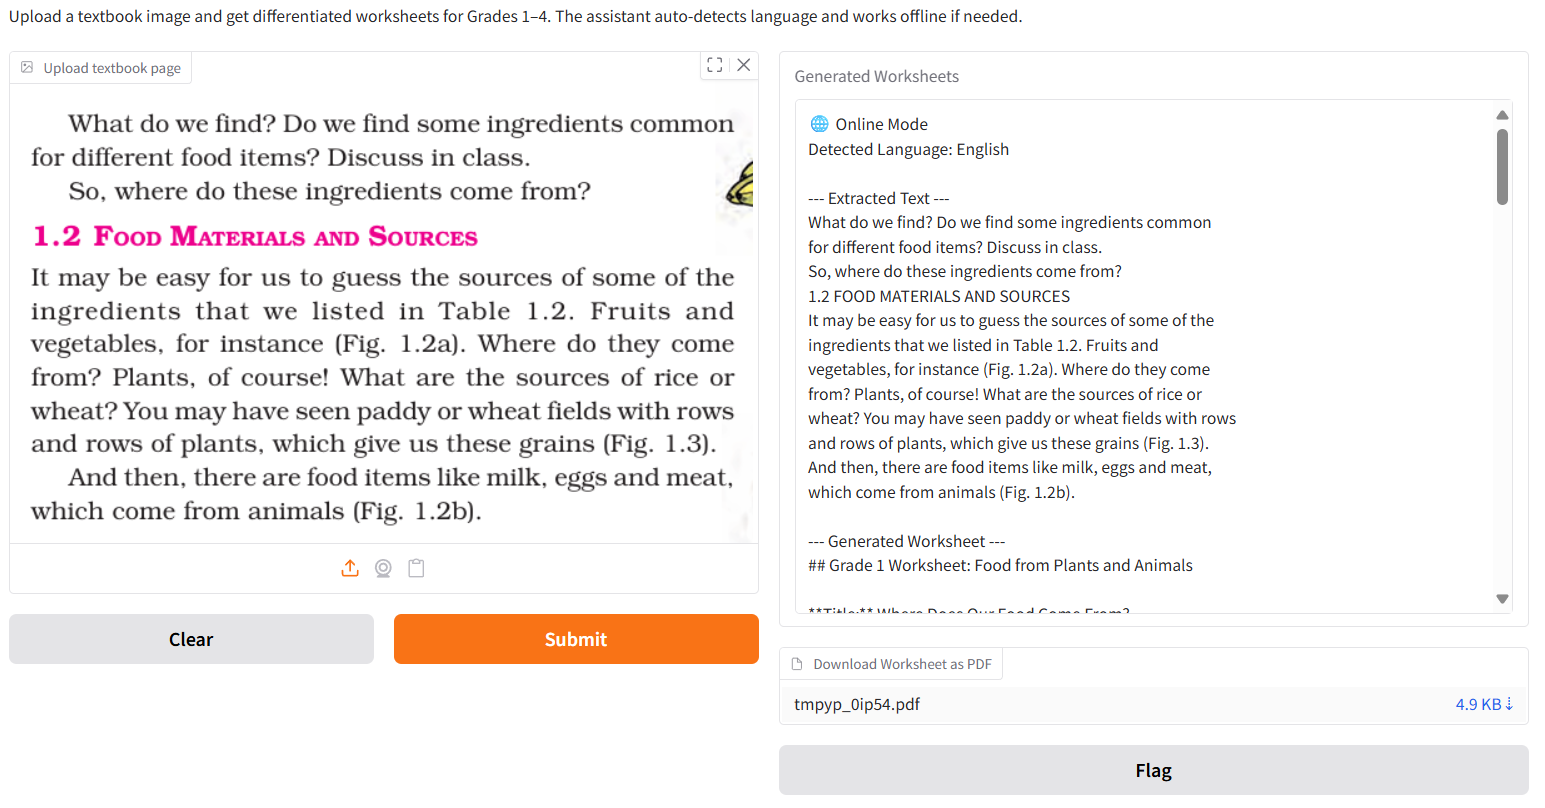 Upload a textbook image and get differentiated worksheets for Grades 1–4. The assistant auto-detects language and works offline if needed.
Upload textbook page
What do we find? Do we find some ingredients common
for different food items? Discuss in class.
So, where do these ingredients come from?
1.2 FOOD MATERIALS AND SOURCES
It may be easy for us to guess the sources of some of the
ingredients that we listed in Table 1.2. Fruits and
vegetables, for instance (Fig. 1.2a). Where do they come
from? Plants, of course! What are the sources of rice or
wheat? You may have seen paddy or wheat fields with rows
and rows of plants, which give us these grains (Fig. 1.3).
And then, there are food items like milk, eggs and meat,
which come from animals (Fig. 1.2b).
Clear
Submit
Generated Worksheets
Online Mode
Detected Language: English
--- Extracted Text ---
What do we find? Do we find some ingredients common
for different food items? Discuss in class.
So, where do these ingredients come from?
1.2 FOOD MATERIALS AND SOURCES
It may be easy for us to guess the sources of some of the
ingredients that we listed in Table 1.2. Fruits and
vegetables, for instance (Fig. 1.2a). Where do they come
from? Plants, of course! What are the sources of rice or
wheat? You may have seen paddy or wheat fields with rows
and rows of plants, which give us these grains (Fig. 1.3).
And then, there are food items like milk, eggs and meat,
which come from animals (Fig. 1.2b).
--- Generated Worksheet ---
## Grade 1 Worksheet: Food from Plants and Animals
**Title:** Where Does Our Food Come From?
Download Worksheet as PDF
tmpyp_0ip54.pdf
4.9 KB ⇣
Flag